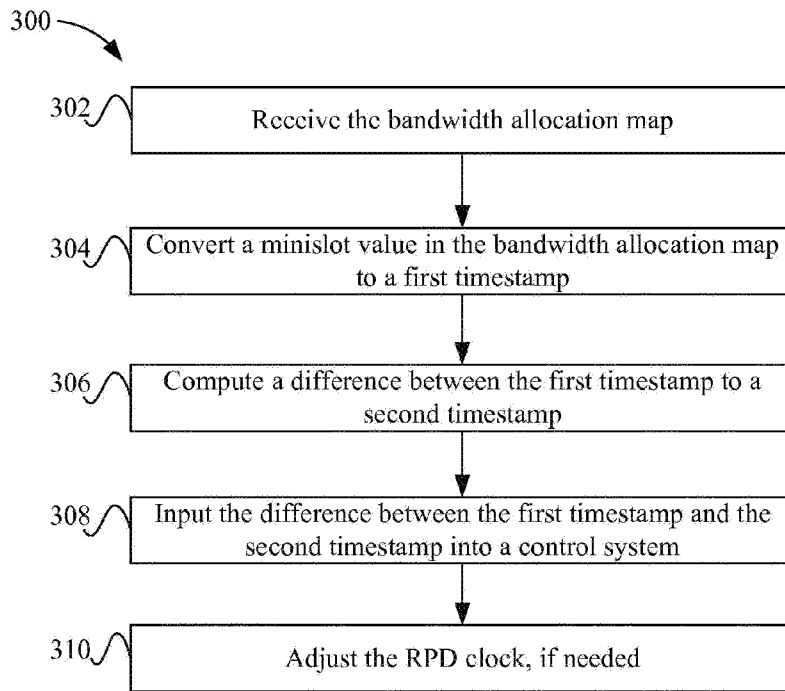 300
302
Receive the bandwidth allocation map
304
Convert a minislot value in the bandwidth allocation map
to a first timestamp
306
Compute a difference between the first timestamp to a
second timestamp
308
Input the difference between the first timestamp and the
second timestamp into a control system
310
Adjust the RPD clock, if needed